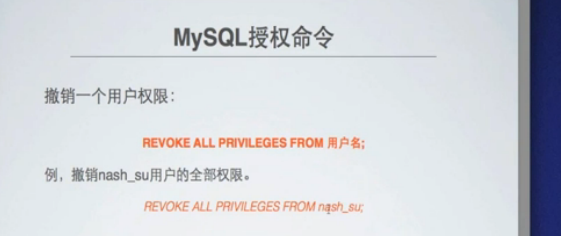 MySQL授权命令
撤销一个用户权限：
REVOKE ALL PRIVILEGES FROM 用户名;
例，撤销nash_su用户的全部权限。
REVOKE ALL PRIVILEGES FROM nash_su;